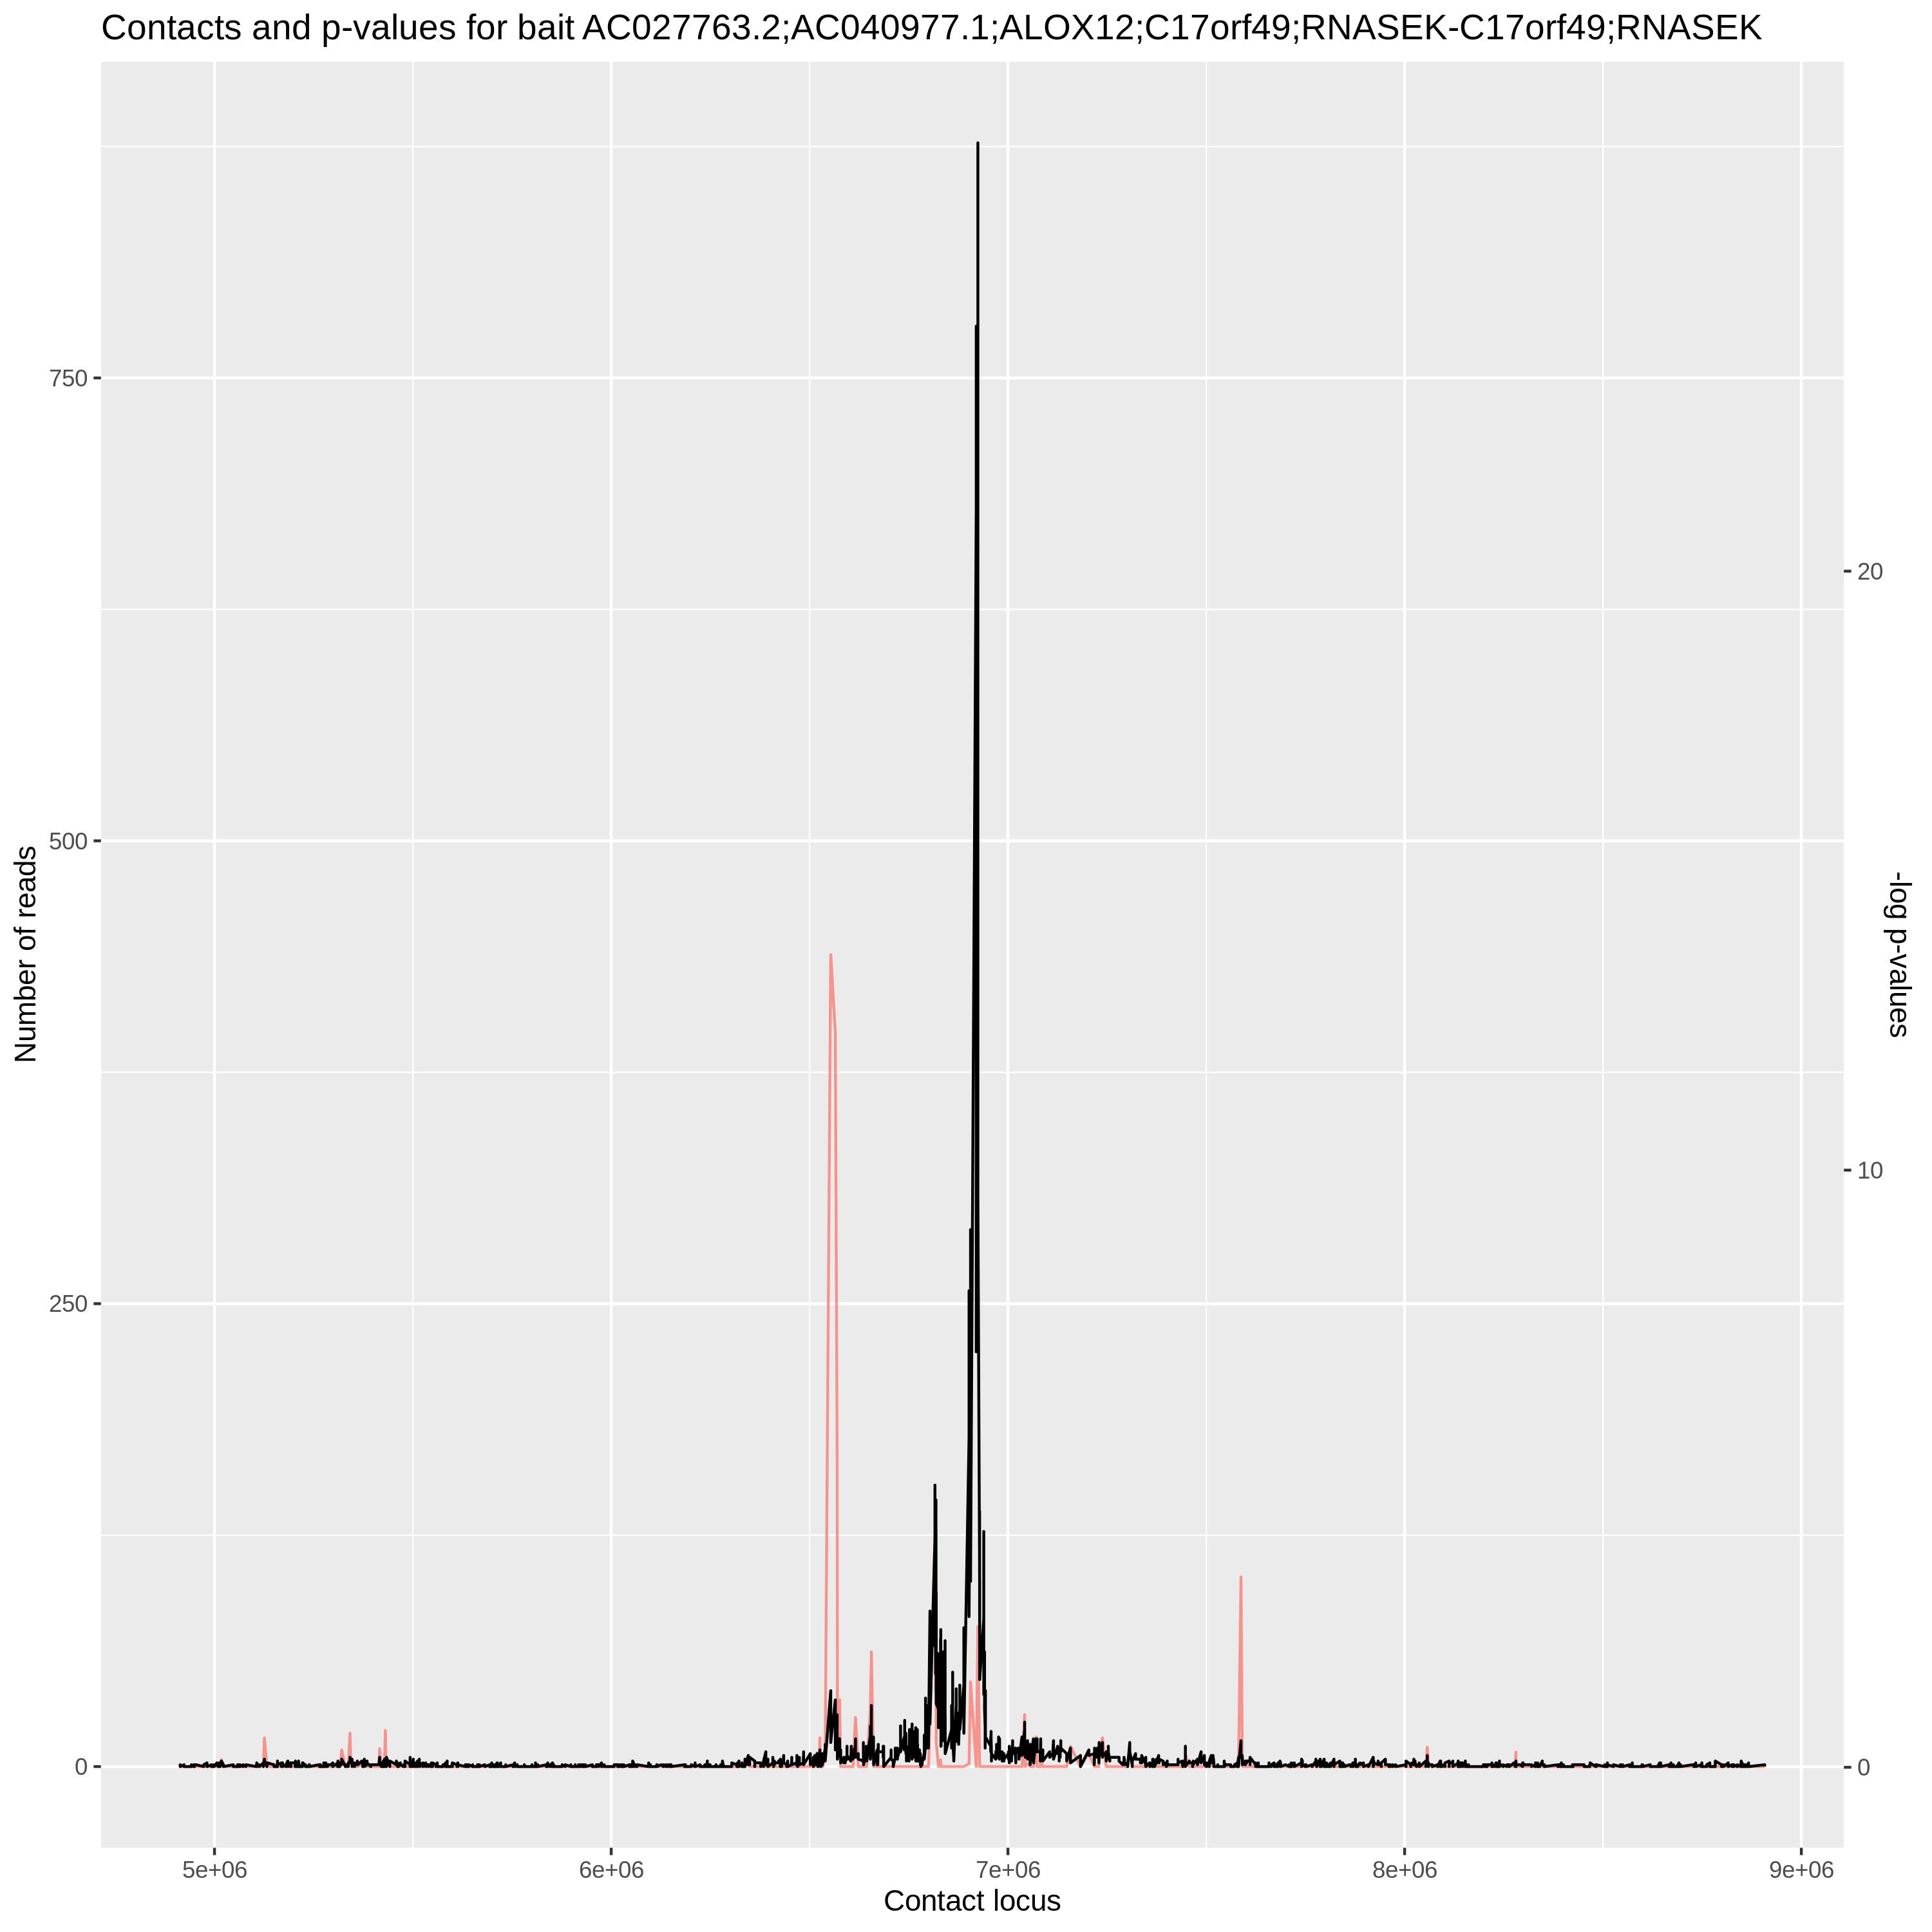 Contacts and p-values for bait AC027763.2;AC040977.1;ALOX12;C17orf49;RNASEK-C17orf49;RNASEK
750
500
250
0
Number of reads
20
10
0
-log p-values
5e+06
6e+06
7e+06
8e+06
9e+06
Contact locus